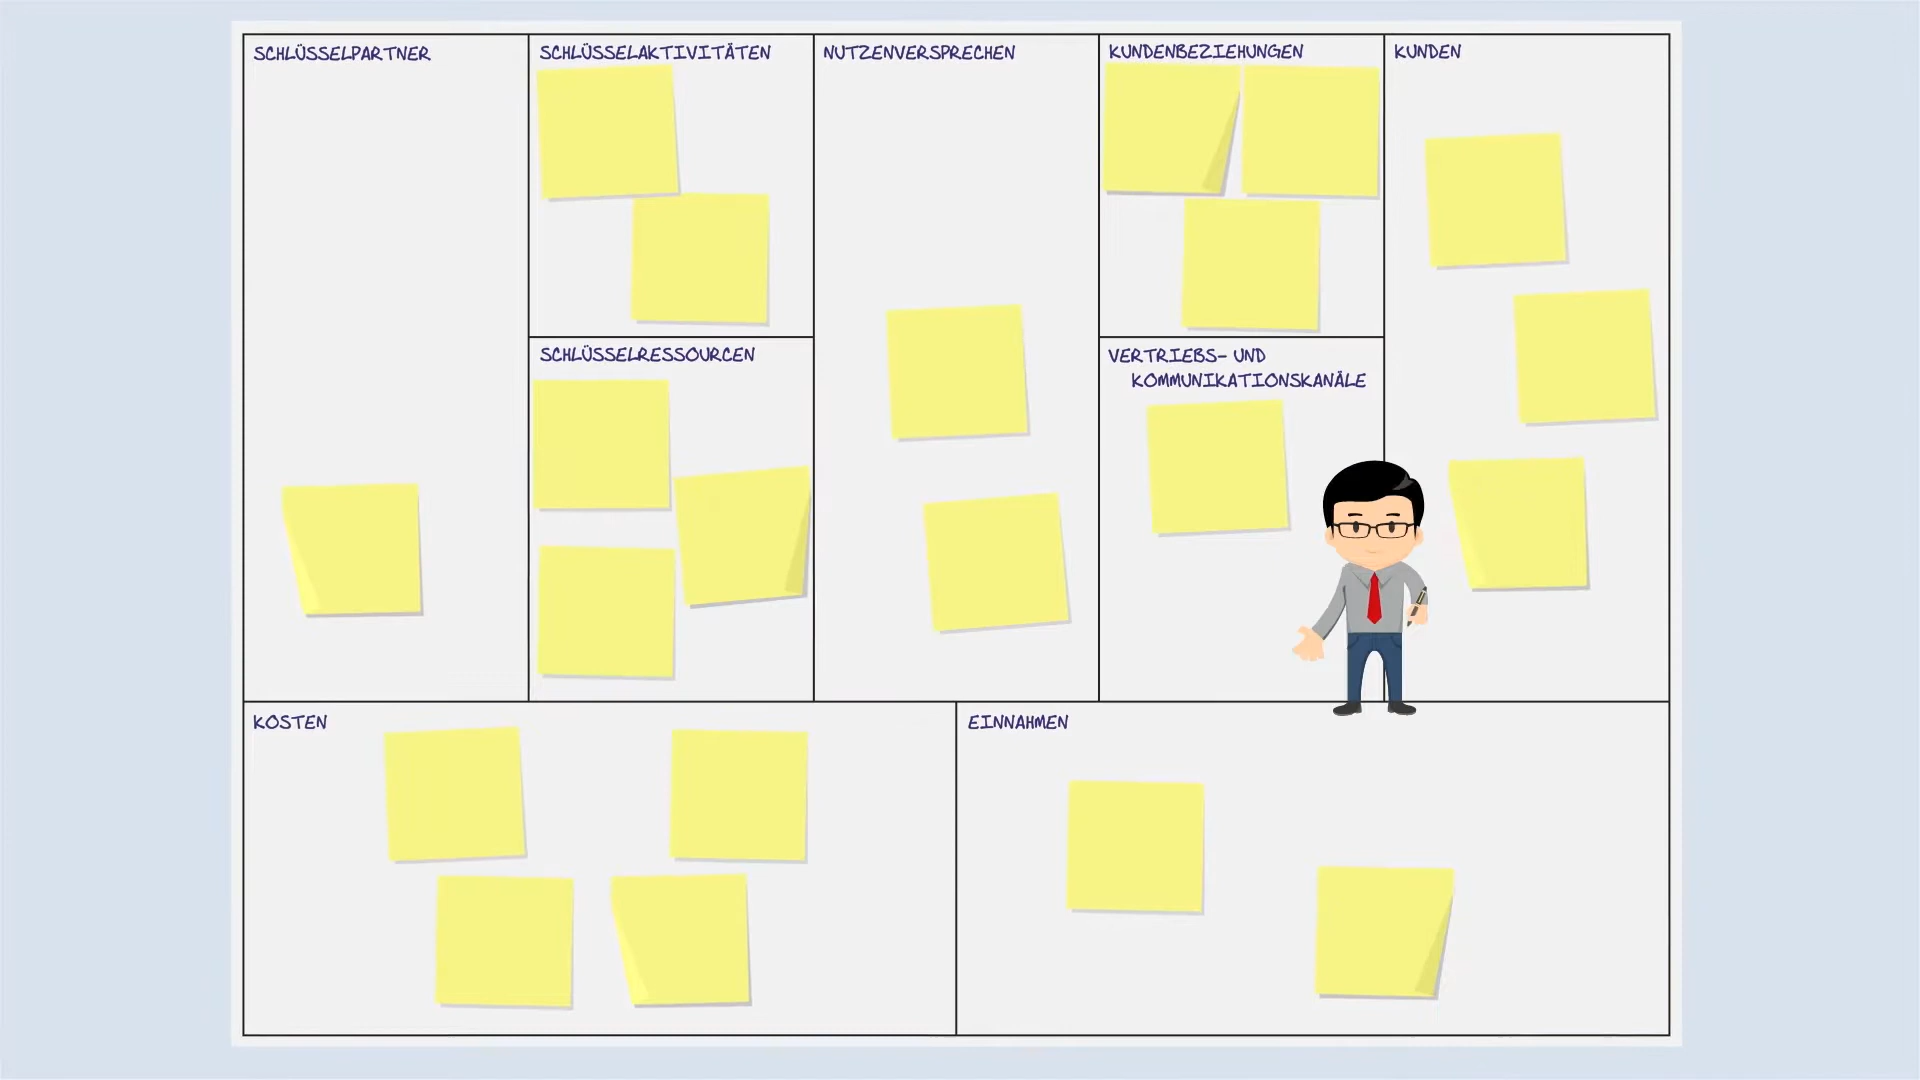 SCHLÜSSELPARTNER
SCHLÜSSELAKTIVITÄTEN
NUTZENVERSPRECHEN
KUNDENBEZIEHUNGEN
KUNDEN
SCHLÜSSELRESSOURCEN
VERTRIEBS- UND
KOMMUNIKATIONSKANÄLE
KOSTEN
EINNAHMEN